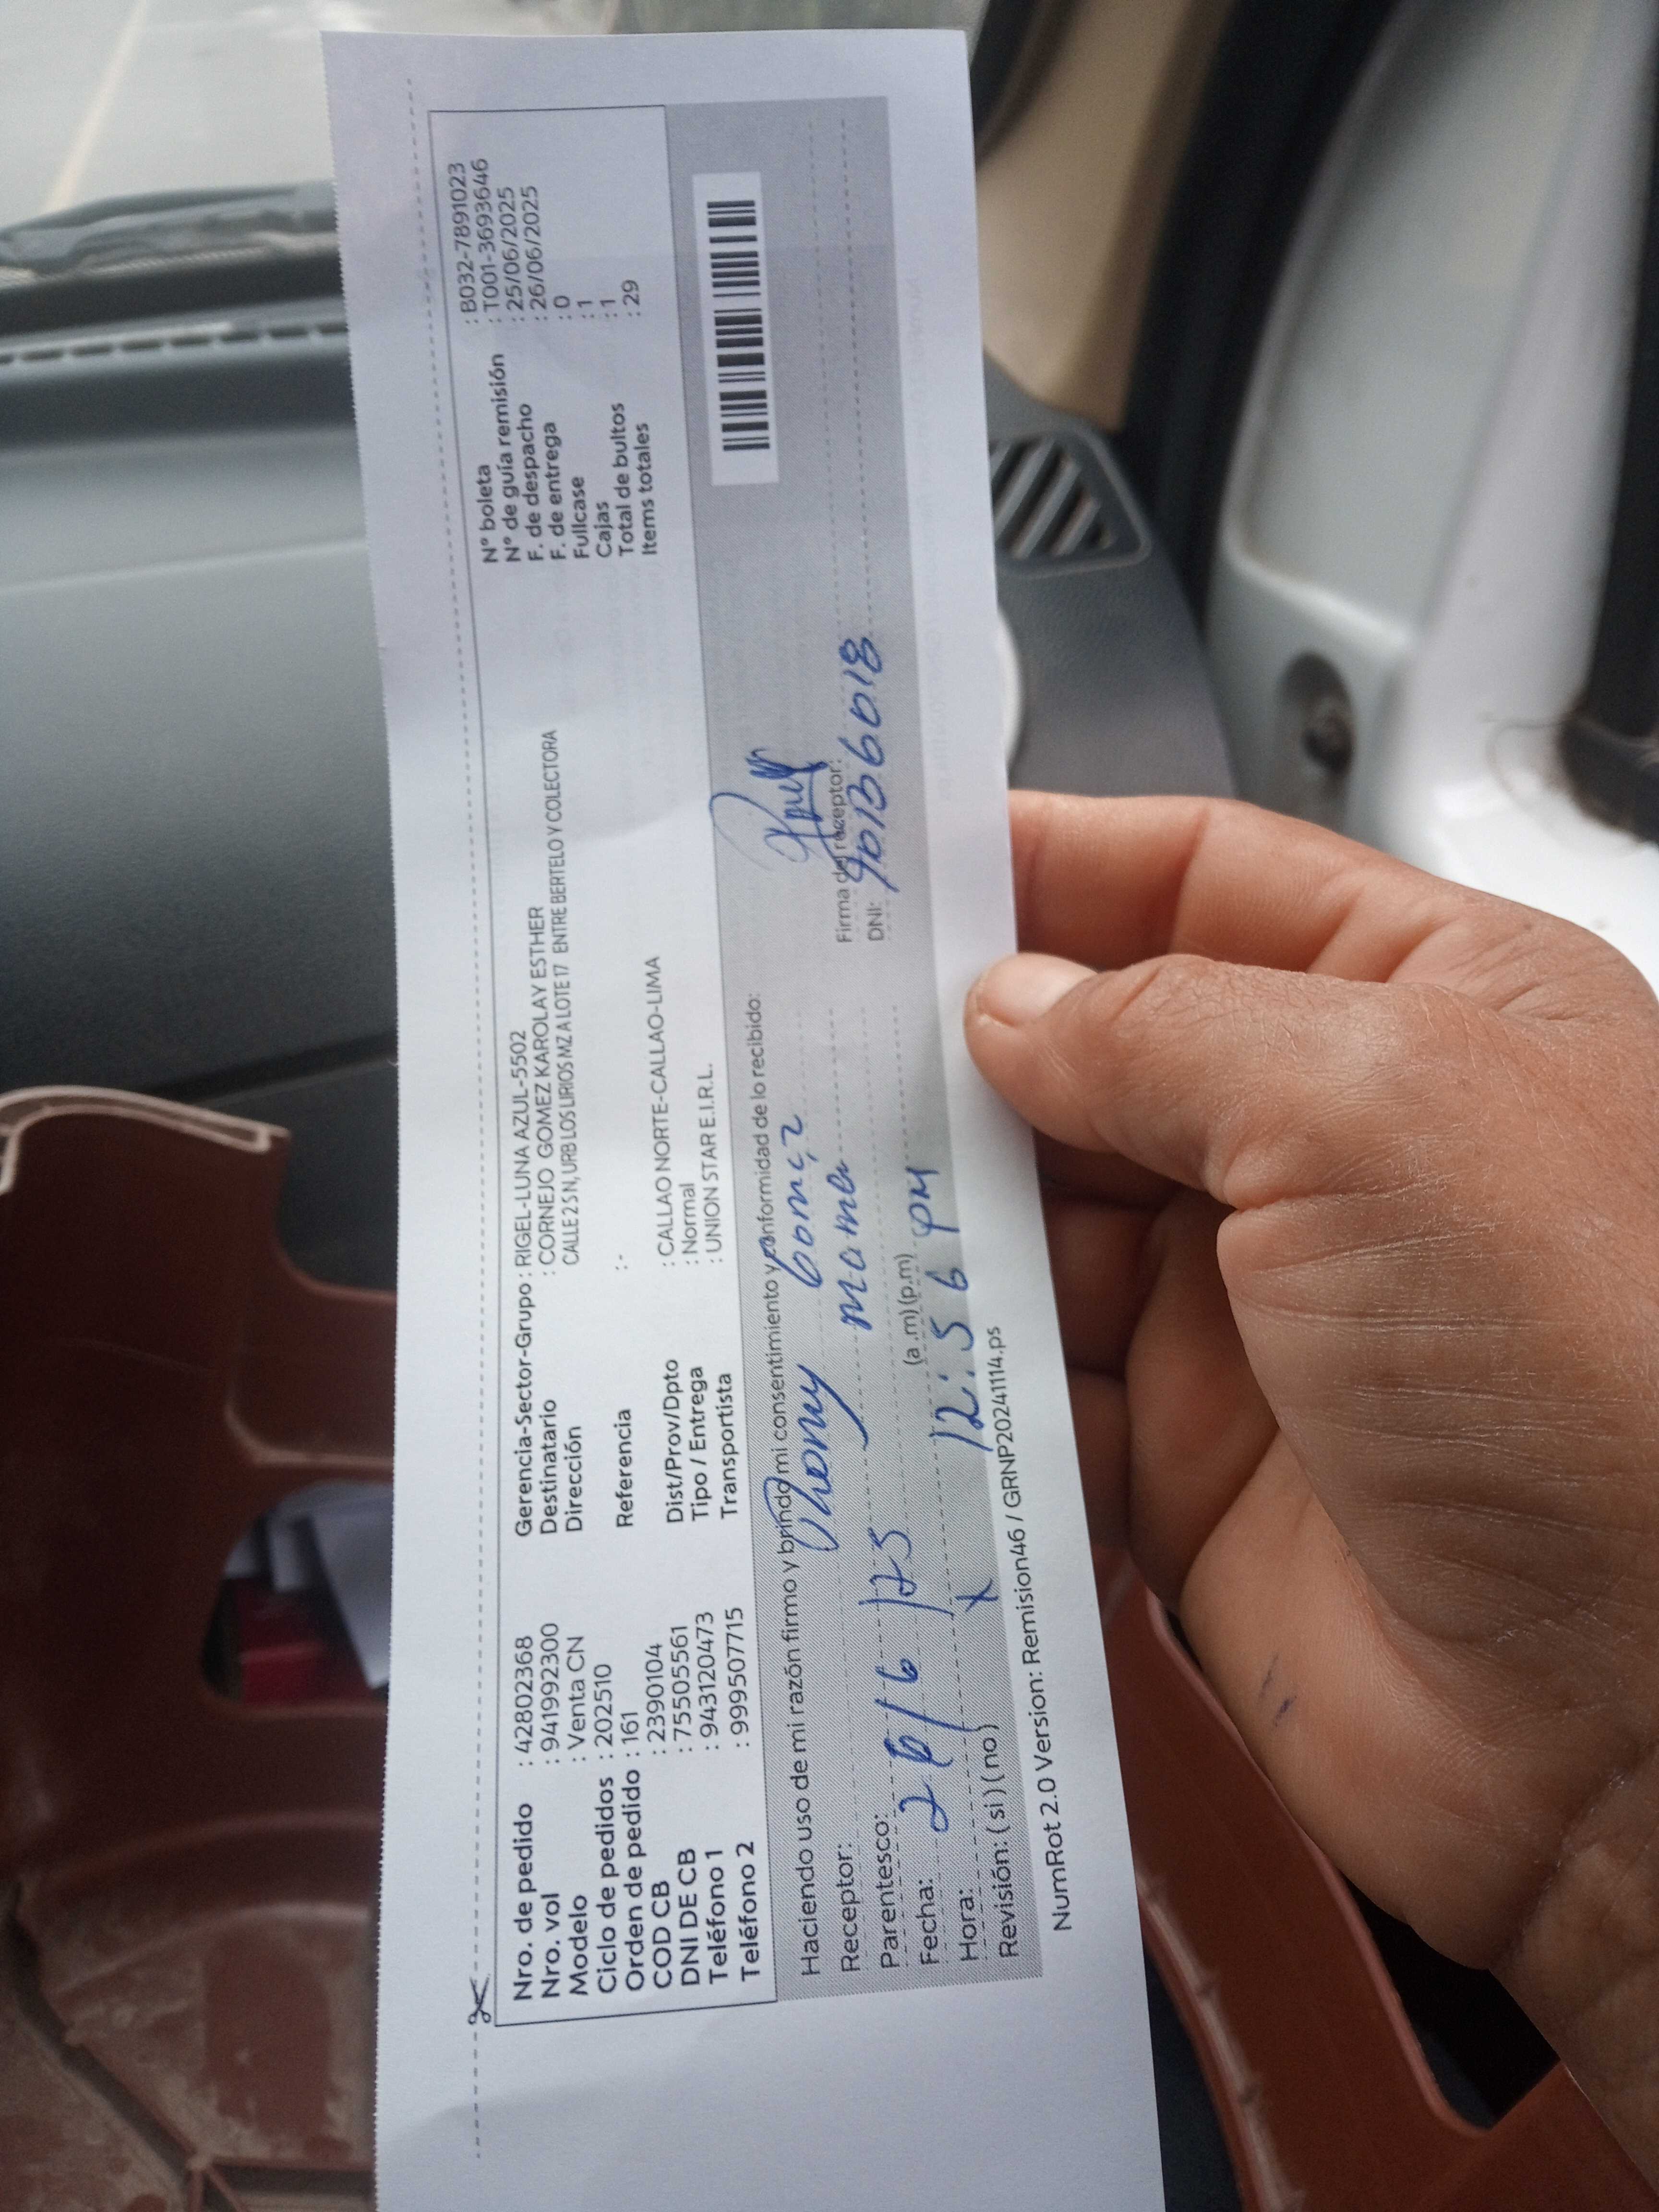 Nro. de pedido : 42802368
Nro. vol : 941992300
Modelo : Venta CN
Ciclo de pedidos : 202510
Orden de pedido : 161
COD CB : 2390104
DNI DE CB : 75505561
Teléfono 1 : 943120473
Teléfono 2 : 999507715
Gerencia-Sector-Grupo : RIGEL-LUNA AZUL-5502
Destinatario : CORNEJO GOMEZ KAROLAY ESTHER
Dirección CALLE 2 S N, URB LOS LIRIOS MZ A LOTE 17 ENTRE BERTELO Y COLECTORA
Referencia : -
Dist/Prov/Dpto : CALLAO NORTE-CALLAO-LIMA
Tipo / Entrega : Normal
Transportista : UNION STAR E.I.R.L.
N° boleta : B032-7891023
N° de guía remisión : T001-3693646
F. de despacho : 25/06/2025
F. de entrega : 26/06/2025
Fullcase : 0
Cajas : 1
Total de bultos : 1
Items totales : 29
Haciendo uso de mi razón firmo y brindo mi consentimiento y conformidad de lo recibido:
Receptor:
Parentesco: mama
Fecha: 26/6/25
Hora: 12:56 PM (a.m)(p.m)
Revisión: (si) (no) x
Firma de receptor:
DNI:
NumRot 2.0 Version: Remision46 / GRNP20241114.ps